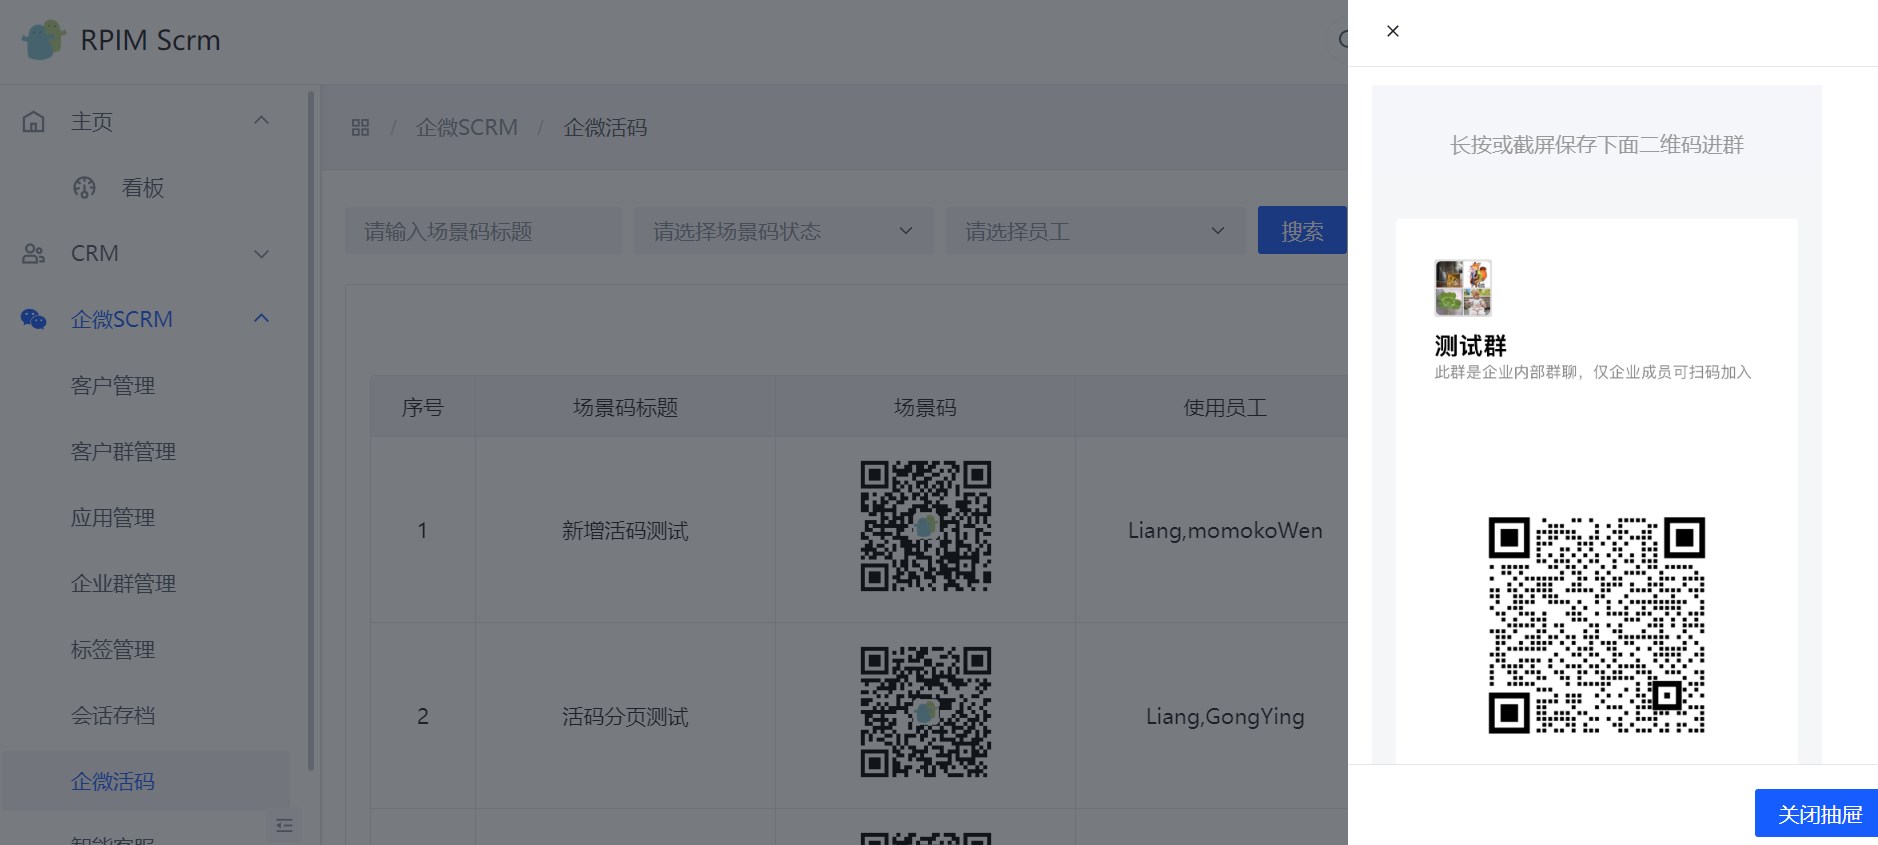 RPIM Scrm
主页
看板
CRM
企微SCRM
客户管理
客户群管理
应用管理
企业群管理
标签管理
会话存档
企微活码
智能客服
/ 企微SCRM / 企微活码
请输入场景码标题
请选择场景码状态
请选择员工
搜索
序号 场景码标题 场景码 使用员工
1 新增活码测试 Liang,momokoWen
2 活码分页测试 Liang,GongYing
长按或截屏保存下面二维码进群
测试群
此群是企业内部群聊，仅企业成员可扫码加入
关闭抽屉